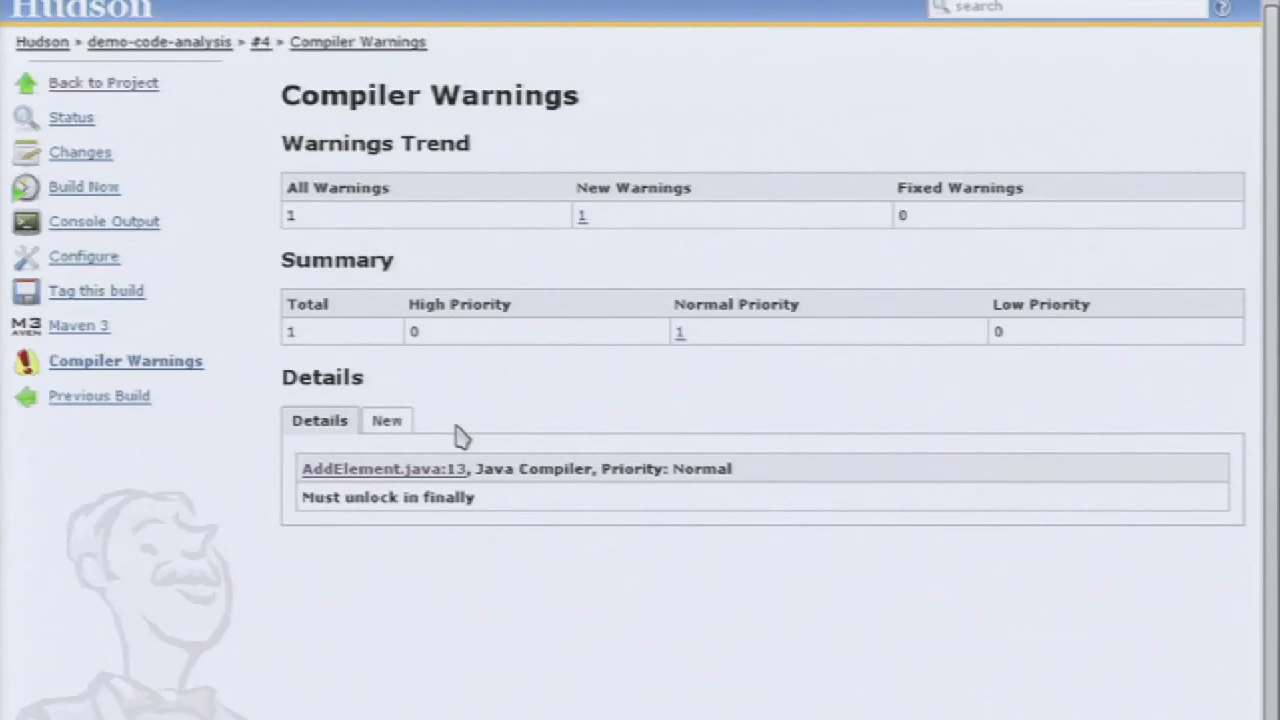 Hudson
search
Hudson » demo-code-analysis » #4 » Compiler Warnings
Back to Project
Status
Changes
Build Now
Console Output
Configure
Tag this build
M3 AVEN Maven 3
Compiler Warnings
Previous Build
Compiler Warnings
Warnings Trend
All Warnings New Warnings Fixed Warnings
1 1 0
Summary
Total High Priority Normal Priority Low Priority
1 0 1 0
Details
Details New
AddElement.java:13, Java Compiler, Priority: Normal
Must unlock in finally